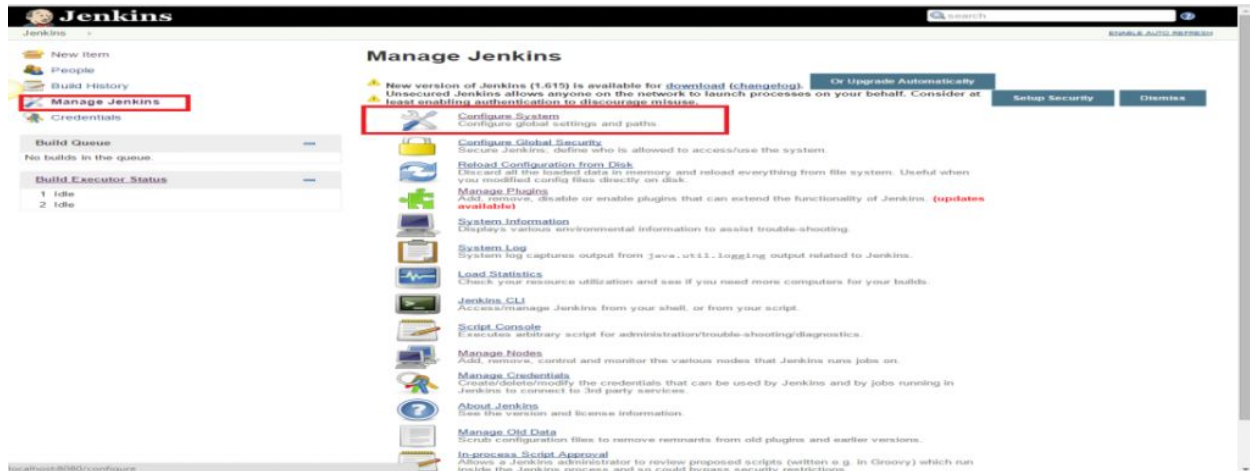 Jenkins
search
Jenkins
ENABLE AUTO REFRESH
New Item
People
Build History
Manage Jenkins
Credentials
Build Queue
No builds in the queue.
Build Executor Status
1 Idle
2 Idle
Manage Jenkins
New version of Jenkins (1.615) is available for download (changelog).
Or Upgrade Automatically
Unsecured Jenkins allows anyone on the network to launch processes on your behalf. Consider at
least enabling authentication to discourage misuse.
Setup Security
Dismiss
Configure System
Configure global settings and paths.
Configure Global Security
Secure Jenkins; define who is allowed to access/use the system.
Reload Configuration from Disk
Discard all the loaded data in memory and reload everything from file system. Useful when
you modified config files directly on disk.
Manage Plugins
Add, remove, disable or enable plugins that can extend the functionality of Jenkins. (updates
available)
System Information
Displays various environmental information to assist trouble-shooting.
System Log
System log captures output from java.util.logging output related to Jenkins.
Load Statistics
Check your resource utilization and see if you need more computers for your builds.
Jenkins CLI
Access/manage Jenkins from your shell, or from your script.
Script Console
Executes arbitrary script for administration/trouble-shooting/diagnostics.
Manage Nodes
Add, remove, control and monitor the various nodes that Jenkins runs jobs on.
Manage Credentials
Create/delete/modify the credentials that can be used by Jenkins and by jobs running in
Jenkins to connect to 3rd party services.
About Jenkins
See the version and license information.
Manage Old Data
Scrub configuration files to remove remnants from old plugins and earlier versions.
In-process Script Approval
Allows a Jenkins administrator to review proposed scripts (written e.g. in Groovy) which run
inside the Jenkins process and so could bypass security restrictions.
localhost:8080/configure